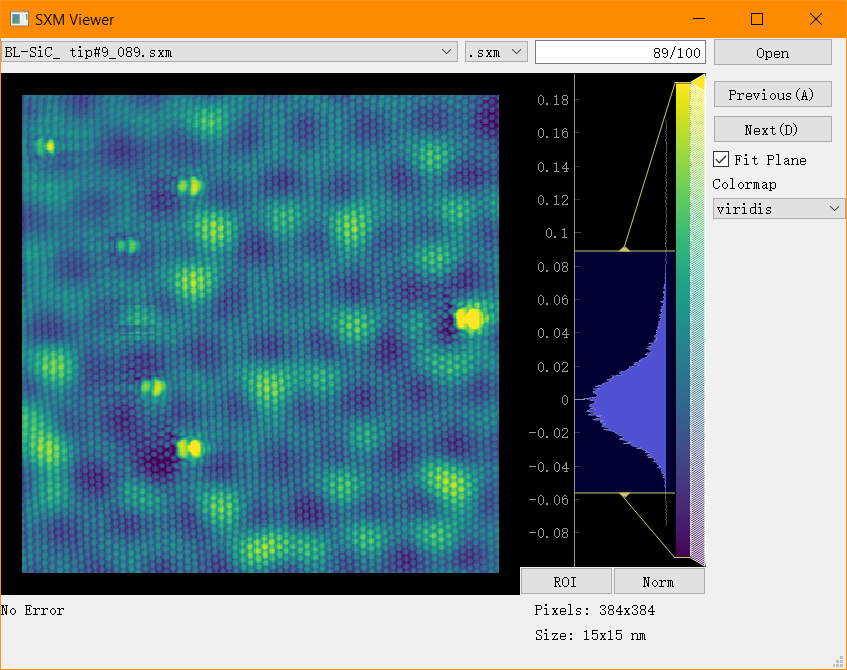 SXM Viewer
BL-SiC_ tip#9_089.sxm
.sxm
89/100
Open
Previous(A)
Next(D)
Fit Plane
Colormap
viridis
0.18
0.16
0.14
0.12
0.1
0.08
0.06
0.04
0.02
0
-0.02
-0.04
-0.06
-0.08
ROI
Norm
No Error
Pixels: 384x384
Size: 15x15 nm